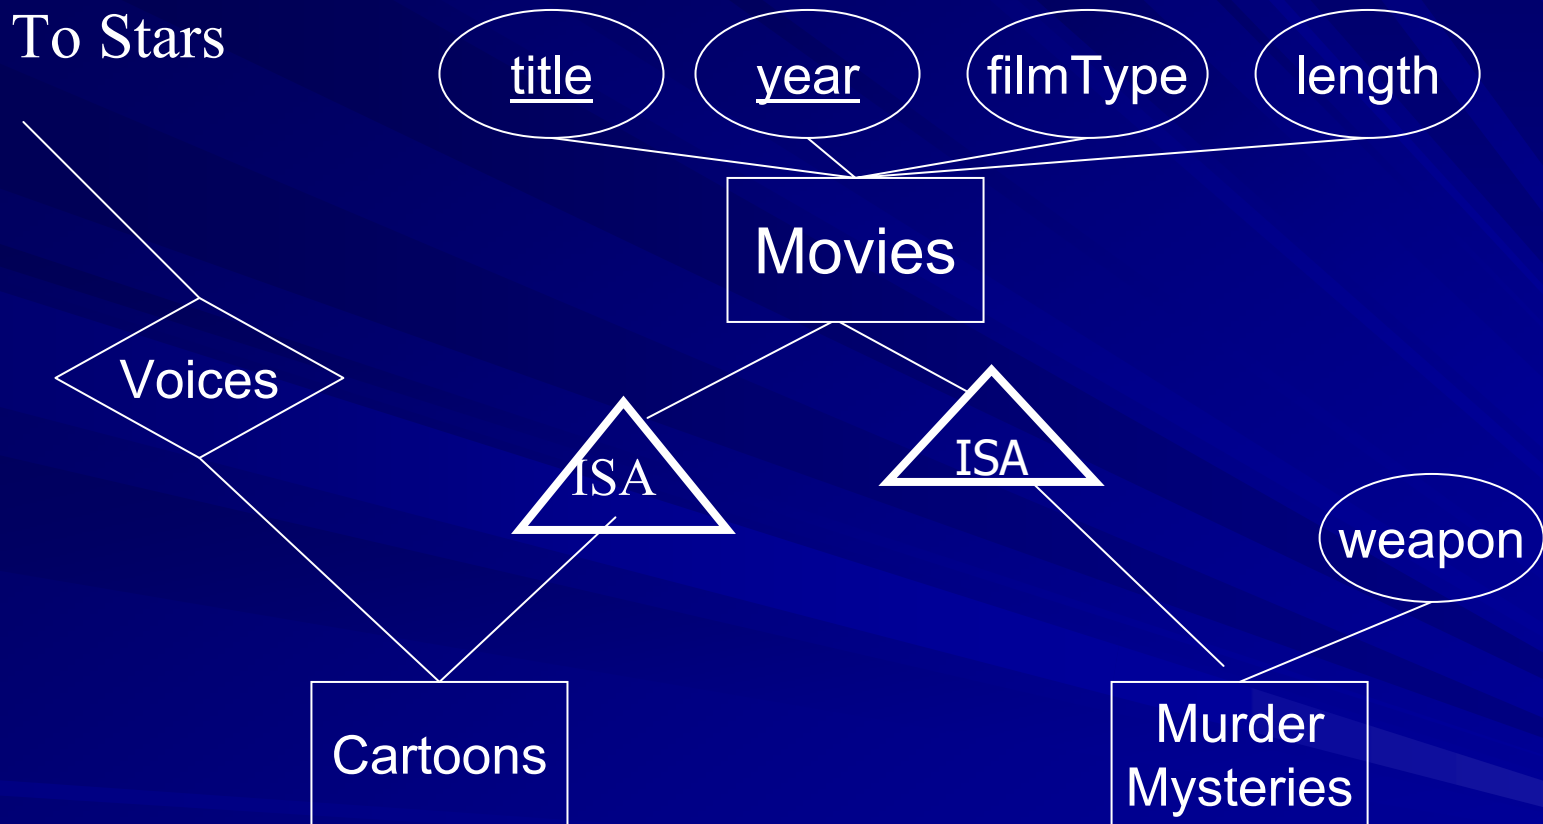 To Stars
title
year
filmType
length
Movies
Voices
ISA
ISA
weapon
Cartoons
Murder
Mysteries